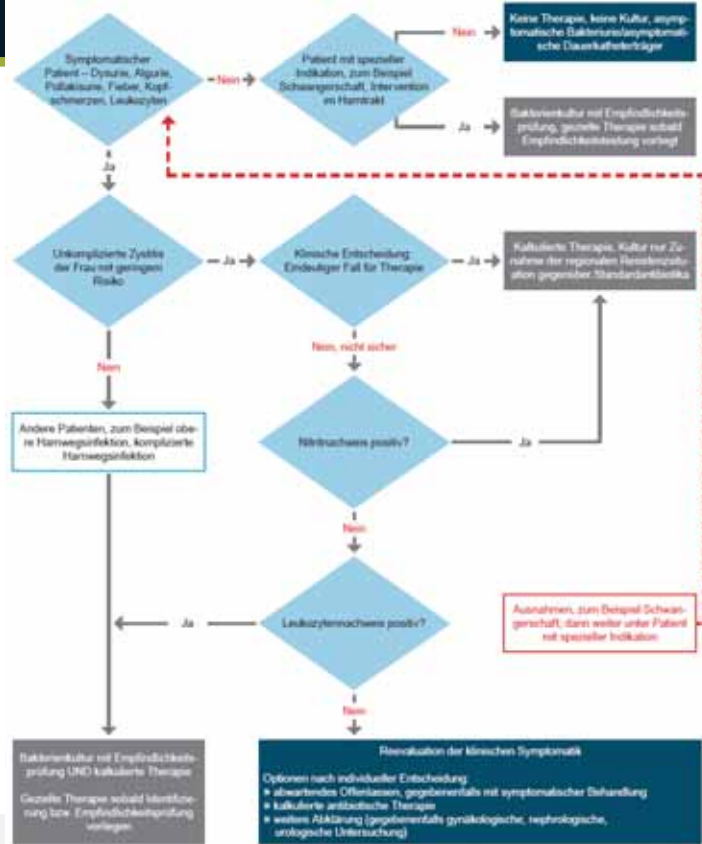 Symptomatischer
Patient – Dysurie, Algurie,
Pollakisurie, Fieber, Kopf-
schmerzen, Leukozyten
Nein
Patient mit spezieller
Indikation, zum Beispiel
Schwangerschaft, Intervention
im Harntrakt
Nein
Keine Therapie, keine Kultur, asymp-
tomatische Bakteriurie/asymptomati-
sche Dauerkatheterträger
Ja
Bakterienkultur mit Empfindlichkeits-
prüfung, gezielte Therapie sobald
Empfindlichkeitstestung vorliegt
Ja
Unkomplizierte Zystitis
der Frau mit geringem
Risiko
Ja
Klinische Entscheidung:
Eindeutiger Fall für Therapie
Ja
Kalkulierte Therapie, Kultur nur Zu-
nahme der regionalen Resistenzsitu-
ation gegenüber Standardantibiotika
Nein
Nein, nicht sicher
Andere Patienten, zum Beispiel obe-
re Harnwegsinfektion, komplizierte
Harnwegsinfektion
Nitritnachweis positiv?
Ja
Nein
Ja
Leukozytennachweis positiv?
Ausnahmen, zum Beispiel Schwan-
gerschaft, dann weiter unter Patient
mit spezieller Indikation
Nein
Bakterienkultur mit Empfindlichkeits-
prüfung UND kalkulierte Therapie
Gezielte Therapie sobald Identifizie-
rung bzw. Empfindlichkeitsprüfung
vorliegen
Reevaluation der klinischen Symptomatik
Optionen nach individueller Entscheidung:
abwartendes Offenlassen, gegebenenfalls mit symptomatischer Behandlung
kalkulierte antibiotische Therapie
weitere Abklärung (gegebenenfalls gynäkologische, nephrologische,
urologische Untersuchung)